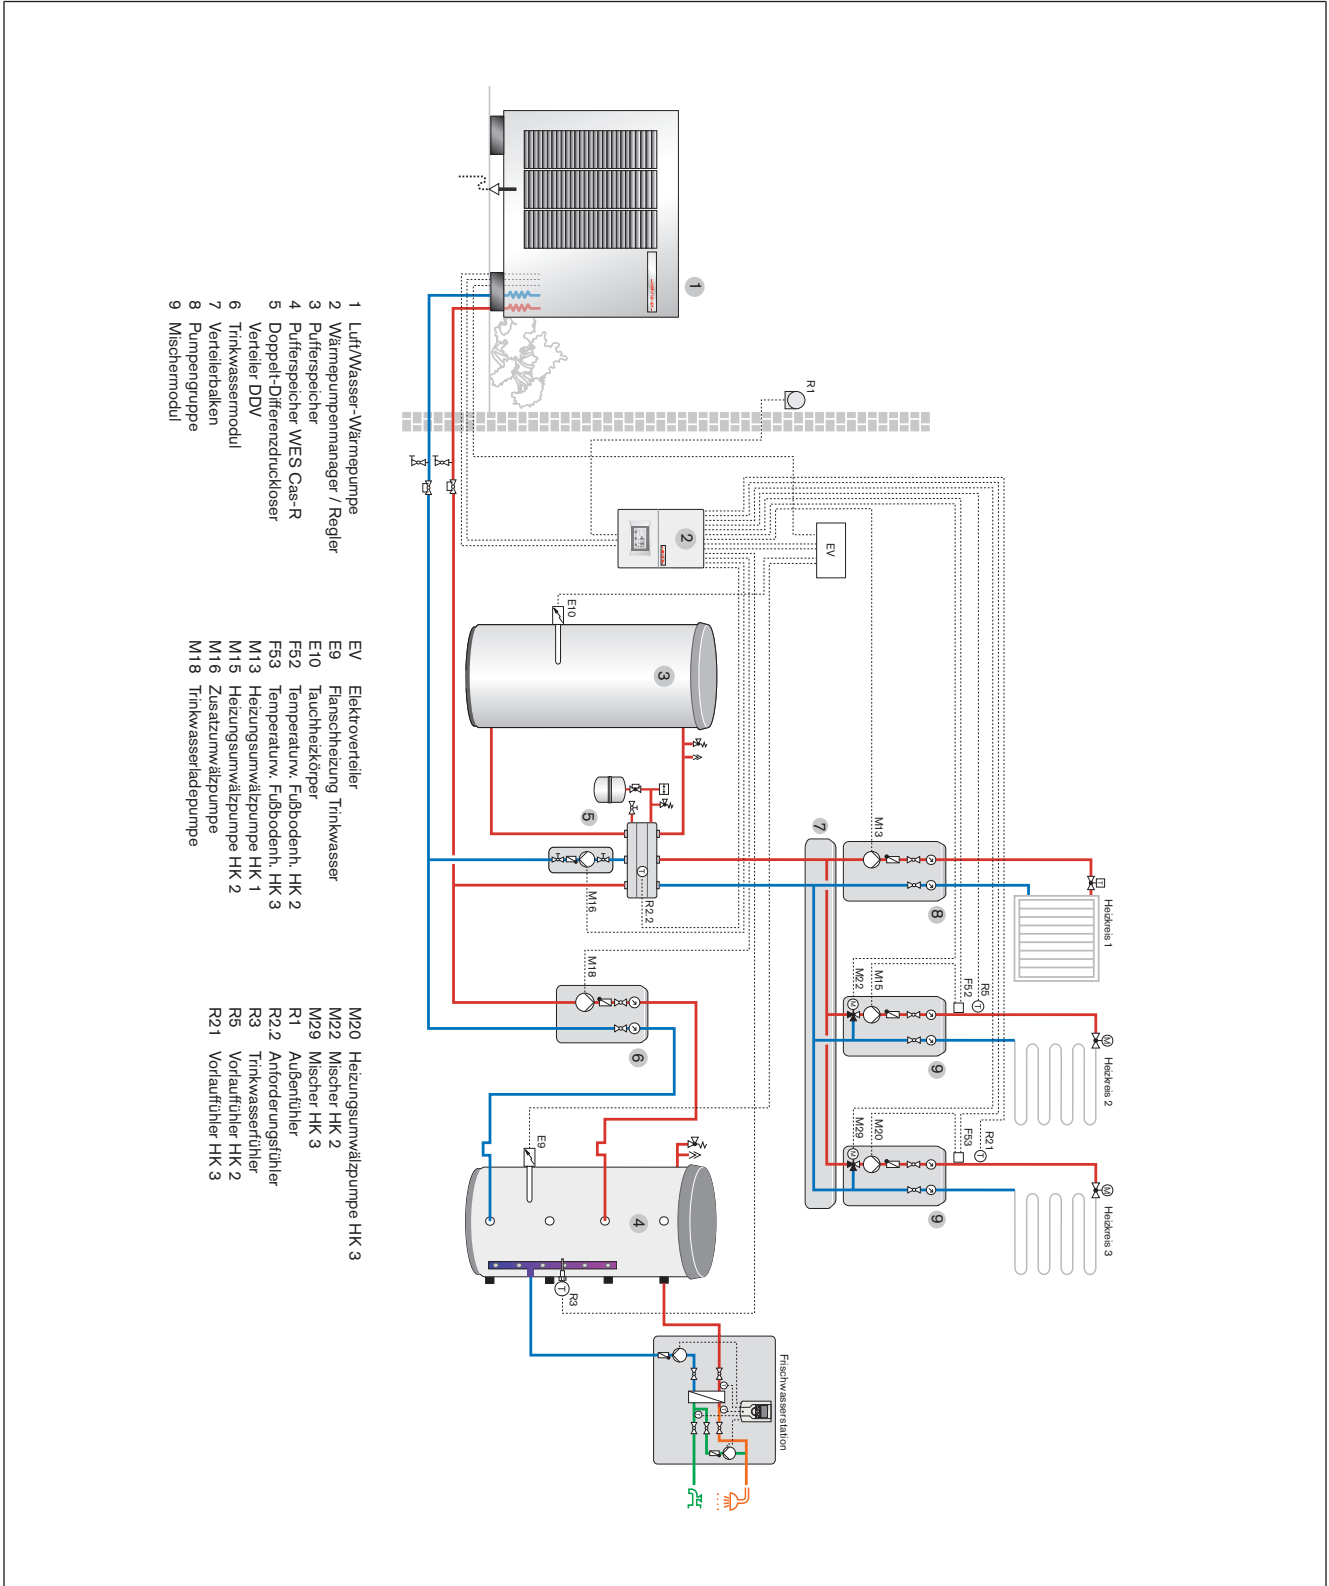 R1
1
2
EV
E10
3
5
R2.2
M16
M18
6
7
M13
8
Heizkreis 1
M22
M15
F52
R5
9
Heizkreis 2
M29
M20
F53
R21
9
Heizkreis 3
E9
4
R3
Frischwasserstation
1 Luft/Wasser-Wärmepumpe
2 Wärmepumpenmanager / Regler
3 Pufferspeicher
4 Pufferspeicher WES Cas-R
5 Doppelt-Differenzdruckloser
Verteiler DDV
6 Trinkwassermodul
7 Verteilerbalken
8 Pumpengruppe
9 Mischermodul
EV Elektroverteiler
E9 Flanschheizung Trinkwasser
E10 Tauchheizkörper
F52 Temperaturw. Fußbodenh. HK 2
F53 Temperaturw. Fußbodenh. HK 3
M13 Heizungsumwälzpumpe HK 1
M15 Heizungsumwälzpumpe HK 2
M16 Zusatzumwälzpumpe
M18 Trinkwasserladepumpe
M20 Heizungsumwälzpumpe HK 3
M22 Mischer HK 2
M29 Mischer HK 3
R1 Außenfühler
R2.2 Anforderungsfühler
R3 Trinkwasserfühler
R5 Vorlauffühler HK 2
R21 Vorlauffühler HK 3